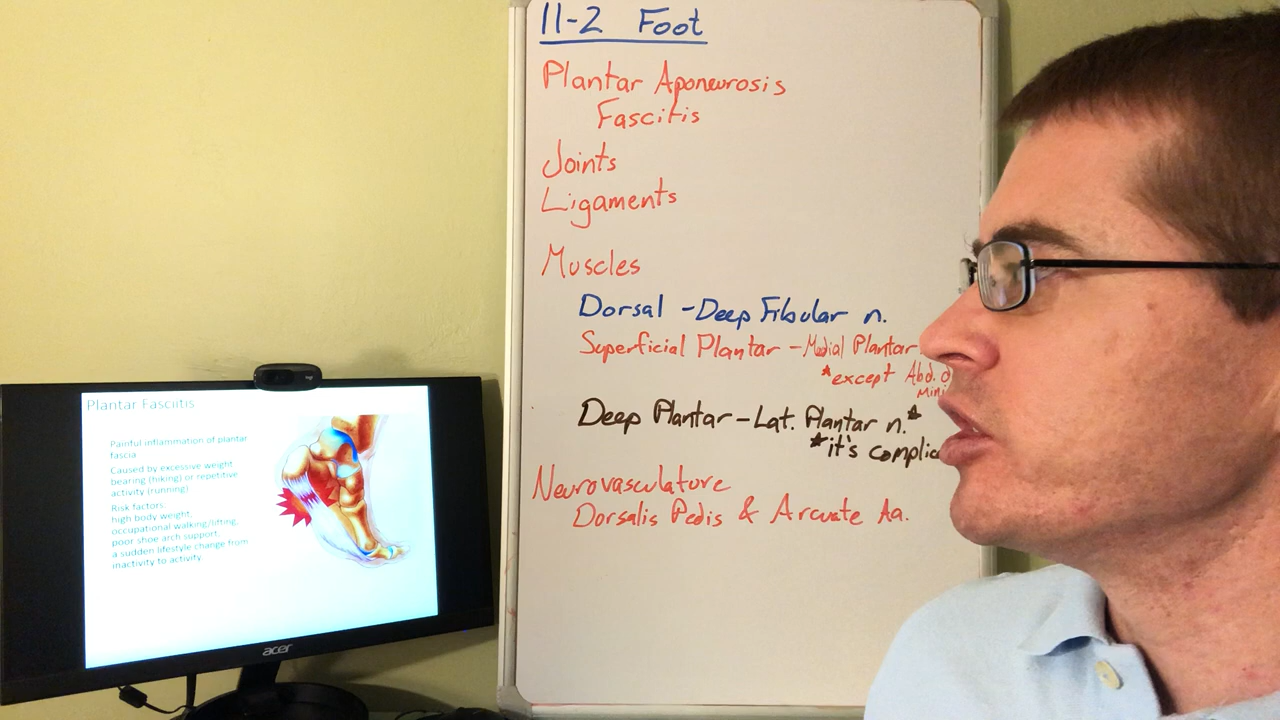 11-2 Foot
Plantar Aponeurosis
Fascitis
Joints
Ligaments
Muscles
Dorsal - Deep Fibular n.
Superficial Plantar - Medial Plantar
*except Abd. d
Mini
Deep Plantar - Lat. Plantar n.*
*it's complic
Neurovasculature
Dorsalis Pedis & Arcuate Aa.
Plantar Fasciitis
Painful inflammation of plantar
fascia
Caused by excessive weight
bearing (hiking) or repetitive
activity (running)
Risk factors:
high body weight,
occupational walking/lifting,
poor shoe arch support,
a sudden lifestyle change from
inactivity to activity.
acer